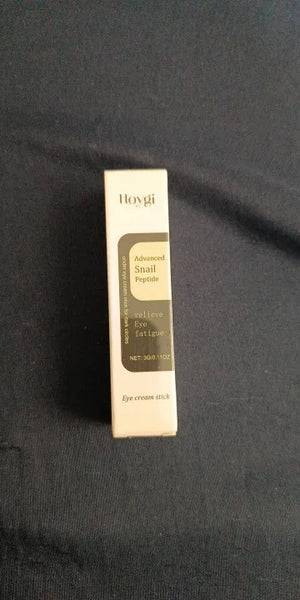 Hoygi
Advanced
Snail
Peptide
relieve
Eye
fatigue
NET: 3G/0.11OZ
Eye cream stick